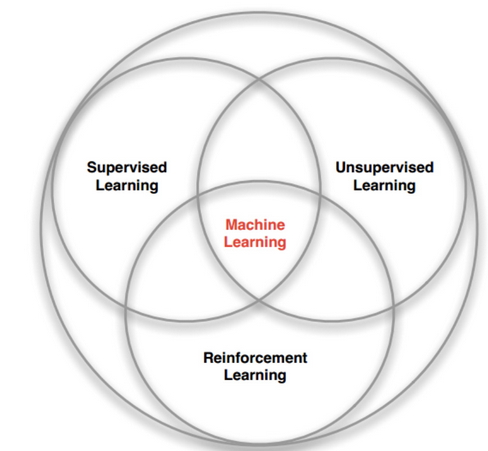 Supervised
Learning
Unsupervised
Learning
Machine
Learning
Reinforcement
Learning